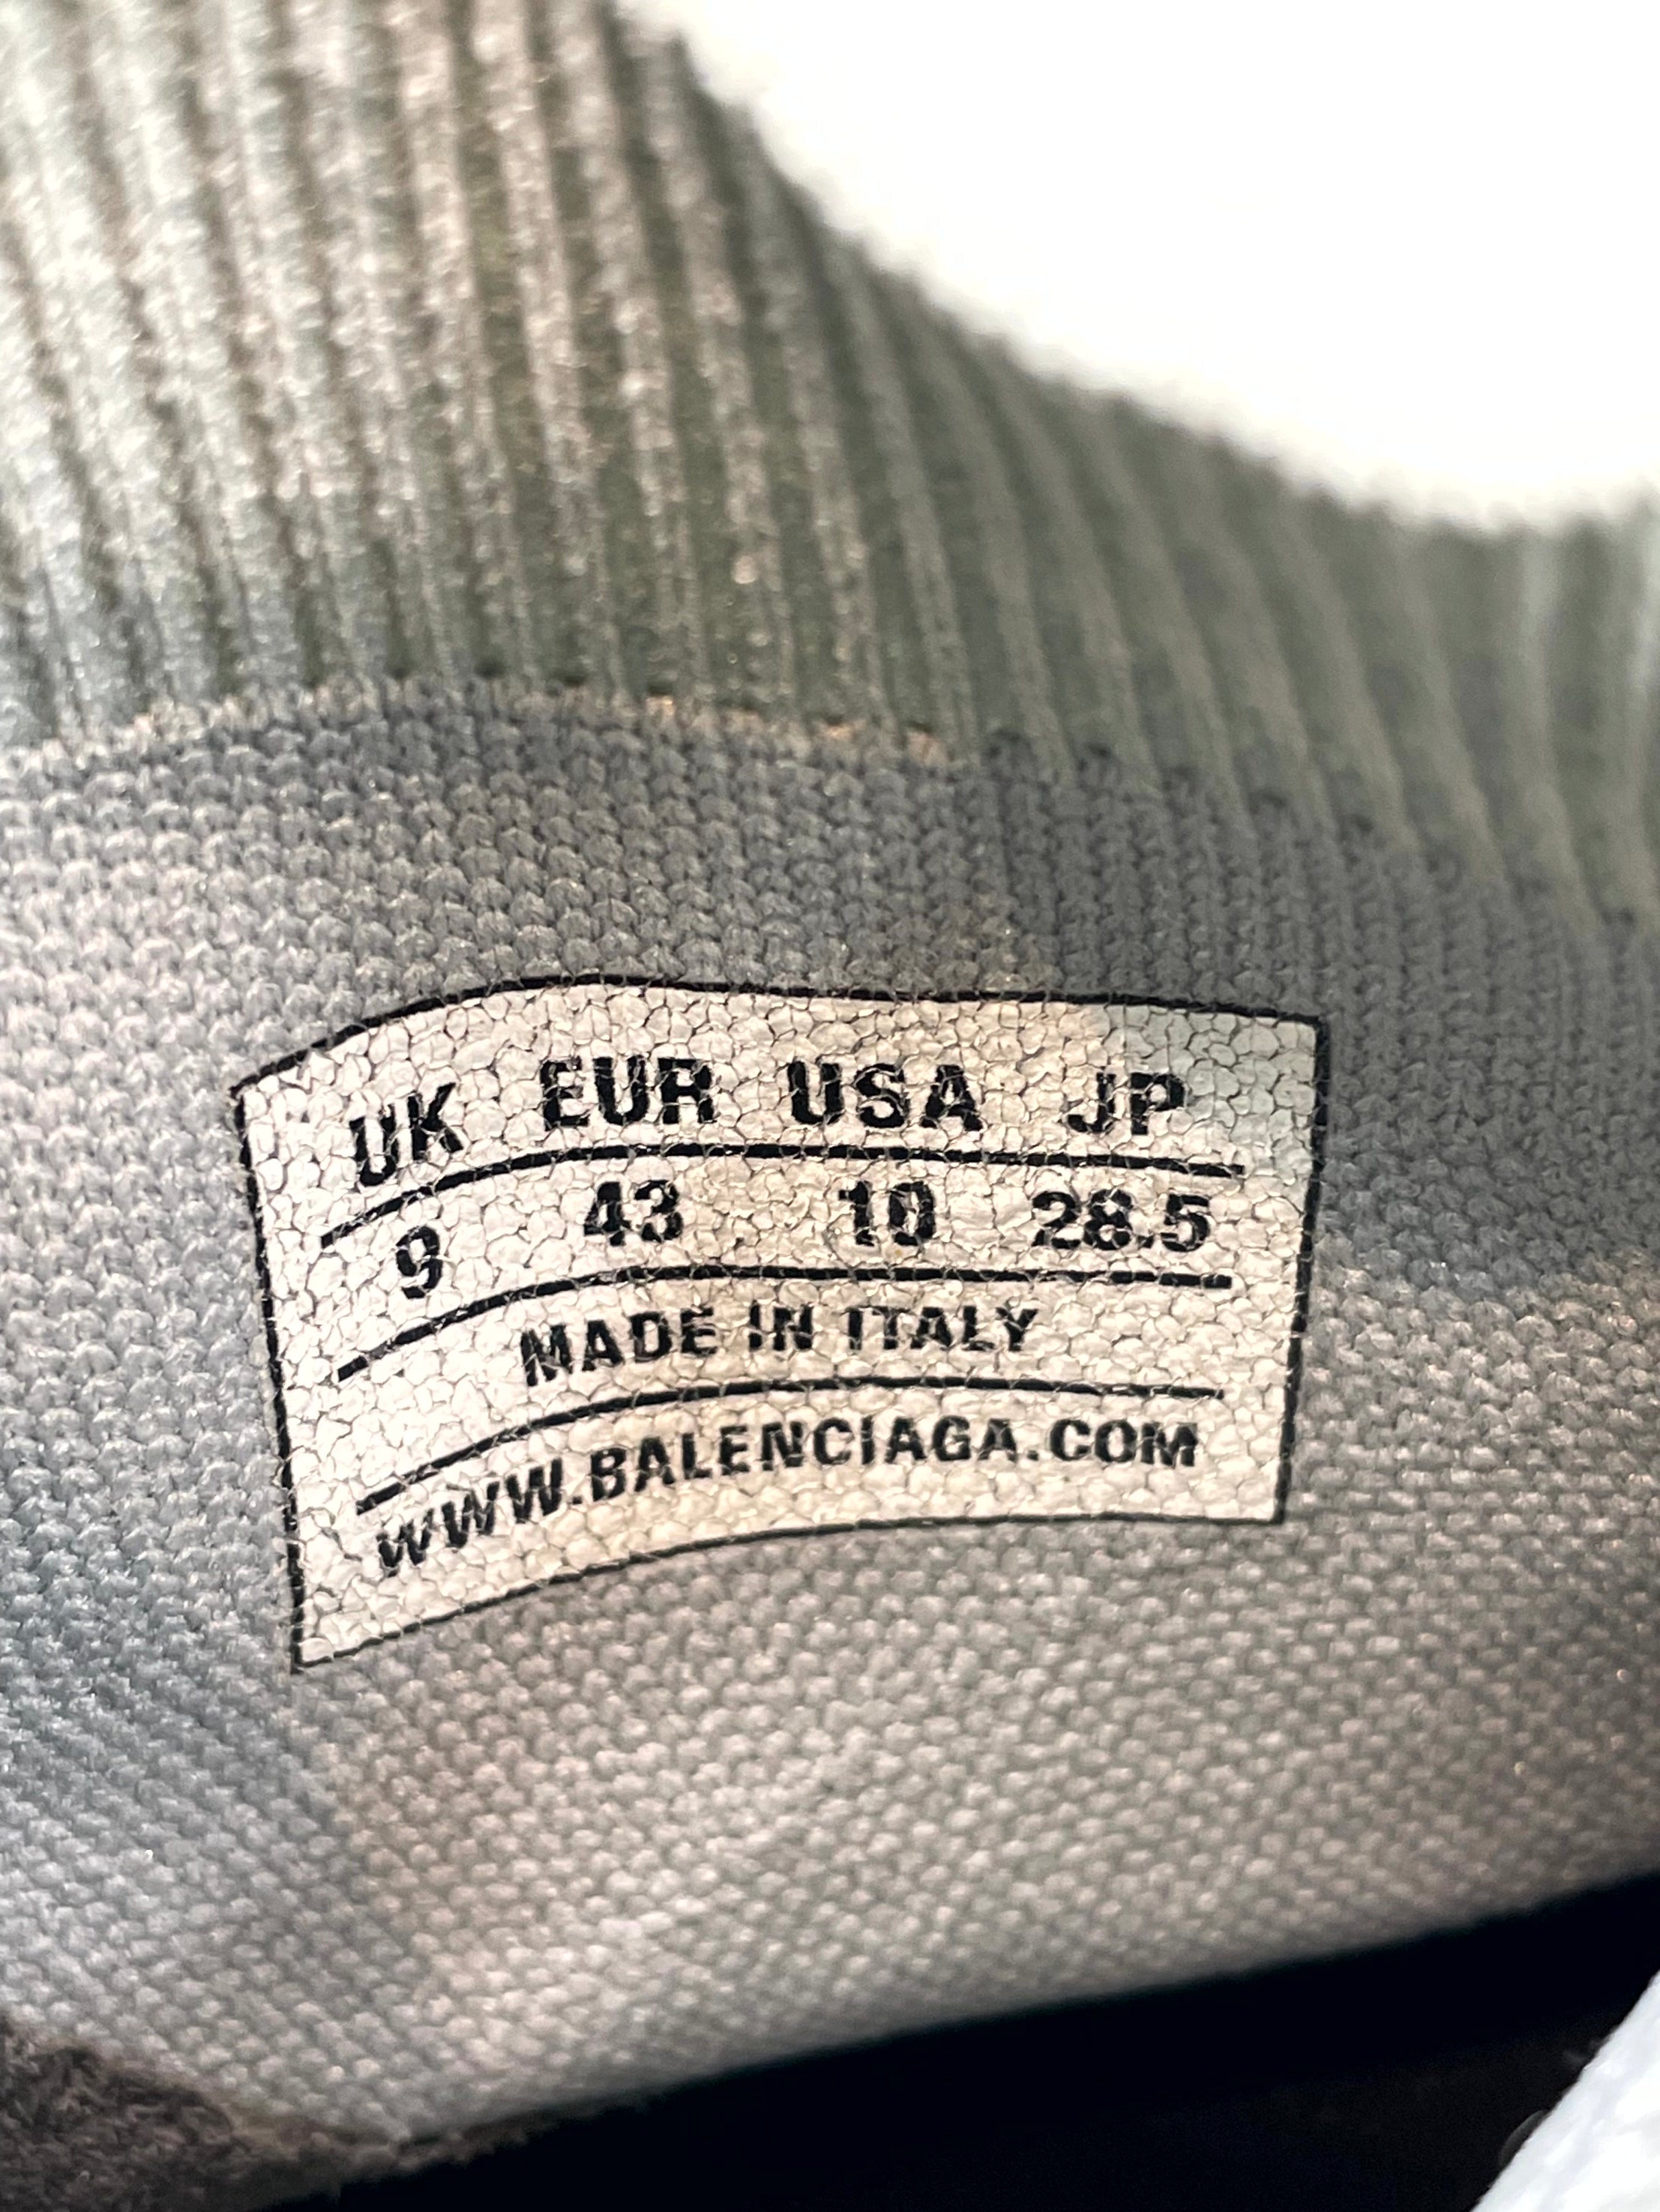 UK EUR USA JP
9 43 10 28.5
MADE IN ITALY
WWW.BALENCIAGA.COM